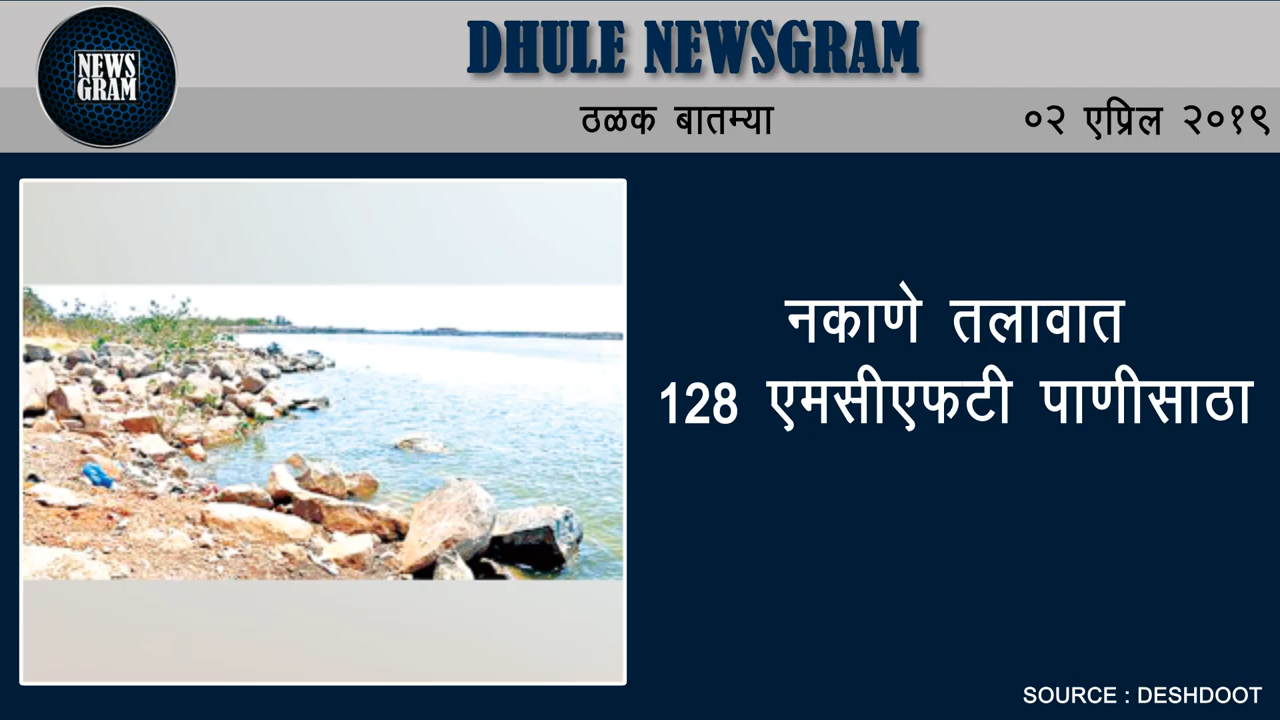 NEWS
GRAM
DHULE NEWSGRAM
ठळक बातम्या
०२ एप्रिल २०१९
नकाणे तलावात
128 एमसीएफटी पाणीसाठा
SOURCE : DESHDOOT